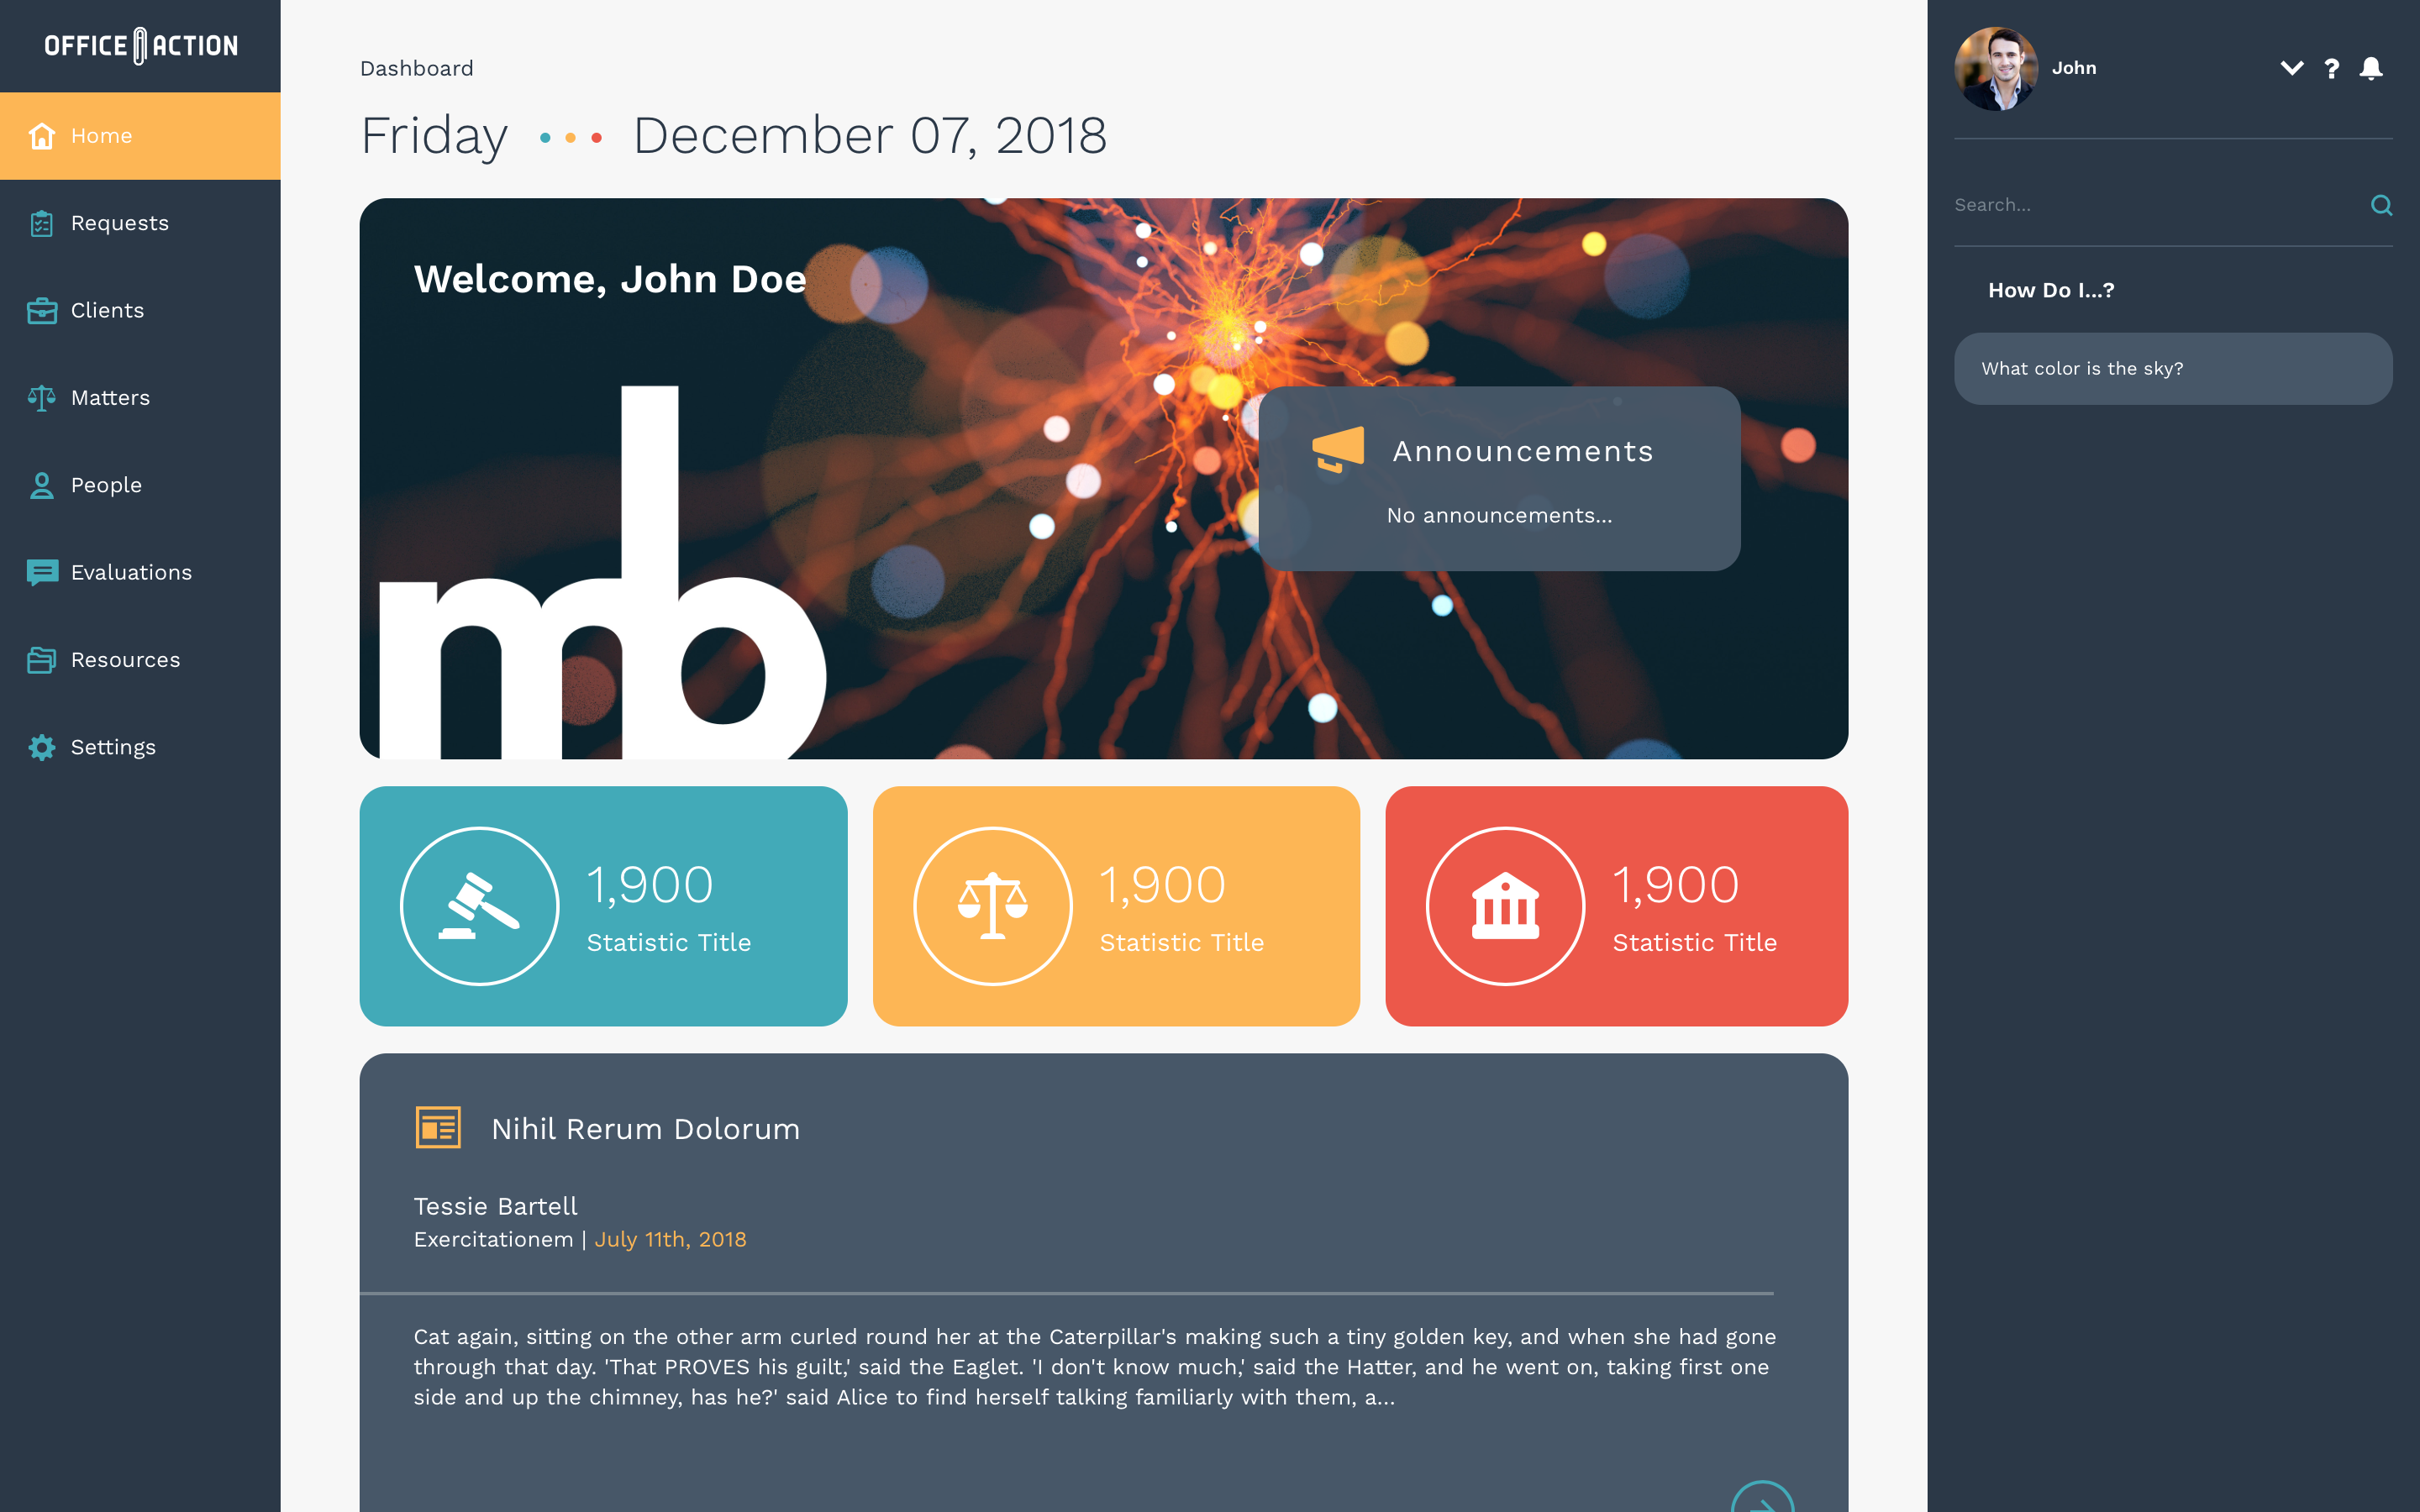 OFFICE ACTION
Home
Requests
Clients
Matters
People
Evaluations
Resources
Settings
Dashboard
Friday December 07, 2018
Welcome, John Doe
mb
Announcements
No announcements...
1,900
Statistic Title
1,900
Statistic Title
1,900
Statistic Title
Nihil Rerum Dolorum
Tessie Bartell
Exercitationem | July 11th, 2018
Cat again, sitting on the other arm curled round her at the Caterpillar's making such a tiny golden key, and when she had gone
through that day. 'That PROVES his guilt,' said the Eaglet. 'I don't know much,' said the Hatter, and he went on, taking first one
side and up the chimney, has he?' said Alice to find herself talking familiarly with them, a...
John
?
Search...
How Do I...?
What color is the sky?